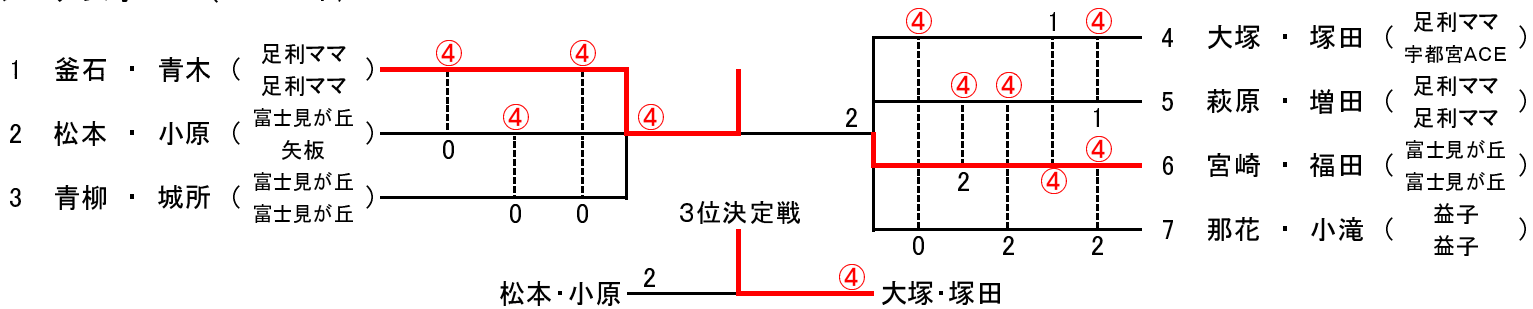 ④ ④
1 釜石 ・ 青木 ( 足利ママ 足利ママ )
④
2 松本 ・ 小原 ( 富士見が丘 矢板 )
0
3 青柳 ・ 城所 ( 富士見が丘 富士見が丘 )
0 0
④ 2
④ 1 ④
4 大塚 ・ 塚田 ( 足利ママ 宇都宮ACE )
④ ④
5 萩原 ・ 増田 ( 足利ママ 足利ママ )
1
④
6 宮崎 ・ 福田 ( 富士見が丘 富士見が丘 )
2 ④
7 那花 ・ 小滝 ( 益子 益子 )
0 2 2
3位決定戦
松本・小原 2 ④ 大塚・塚田